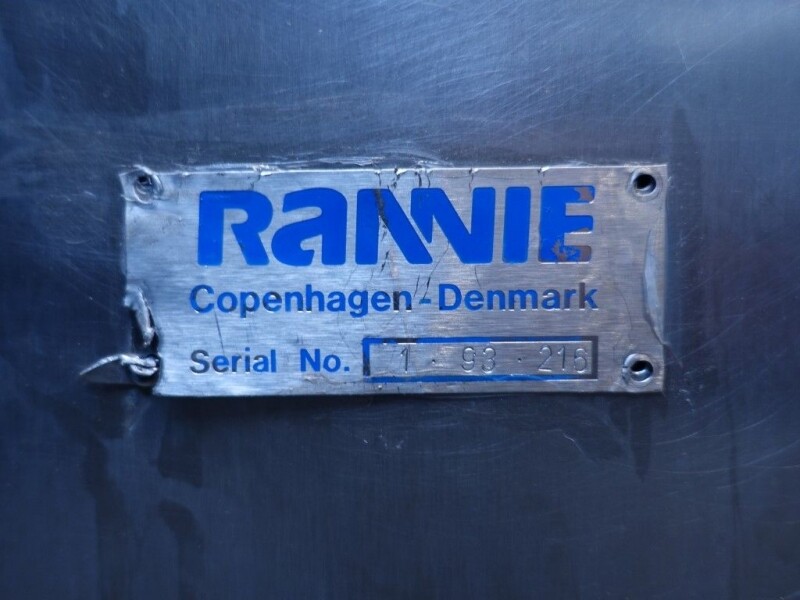 RaNNIE
Copenhagen-Denmark
Serial No. 1-93-216